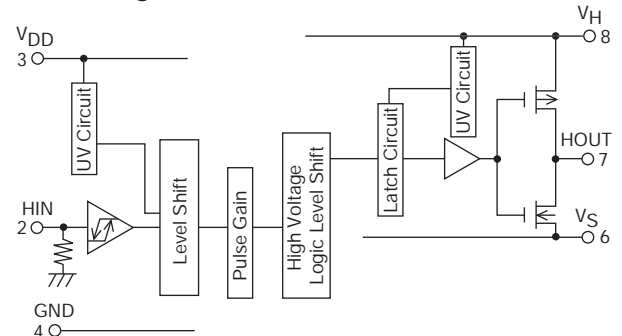 VDD
3
UV Circuit
HIN
2
Level Shift
Pulse Gain
High Voltage
Logic Level Shift
Latch Circuit
UV Circuit
VH
8
HOUT
7
VS
6
GND
4